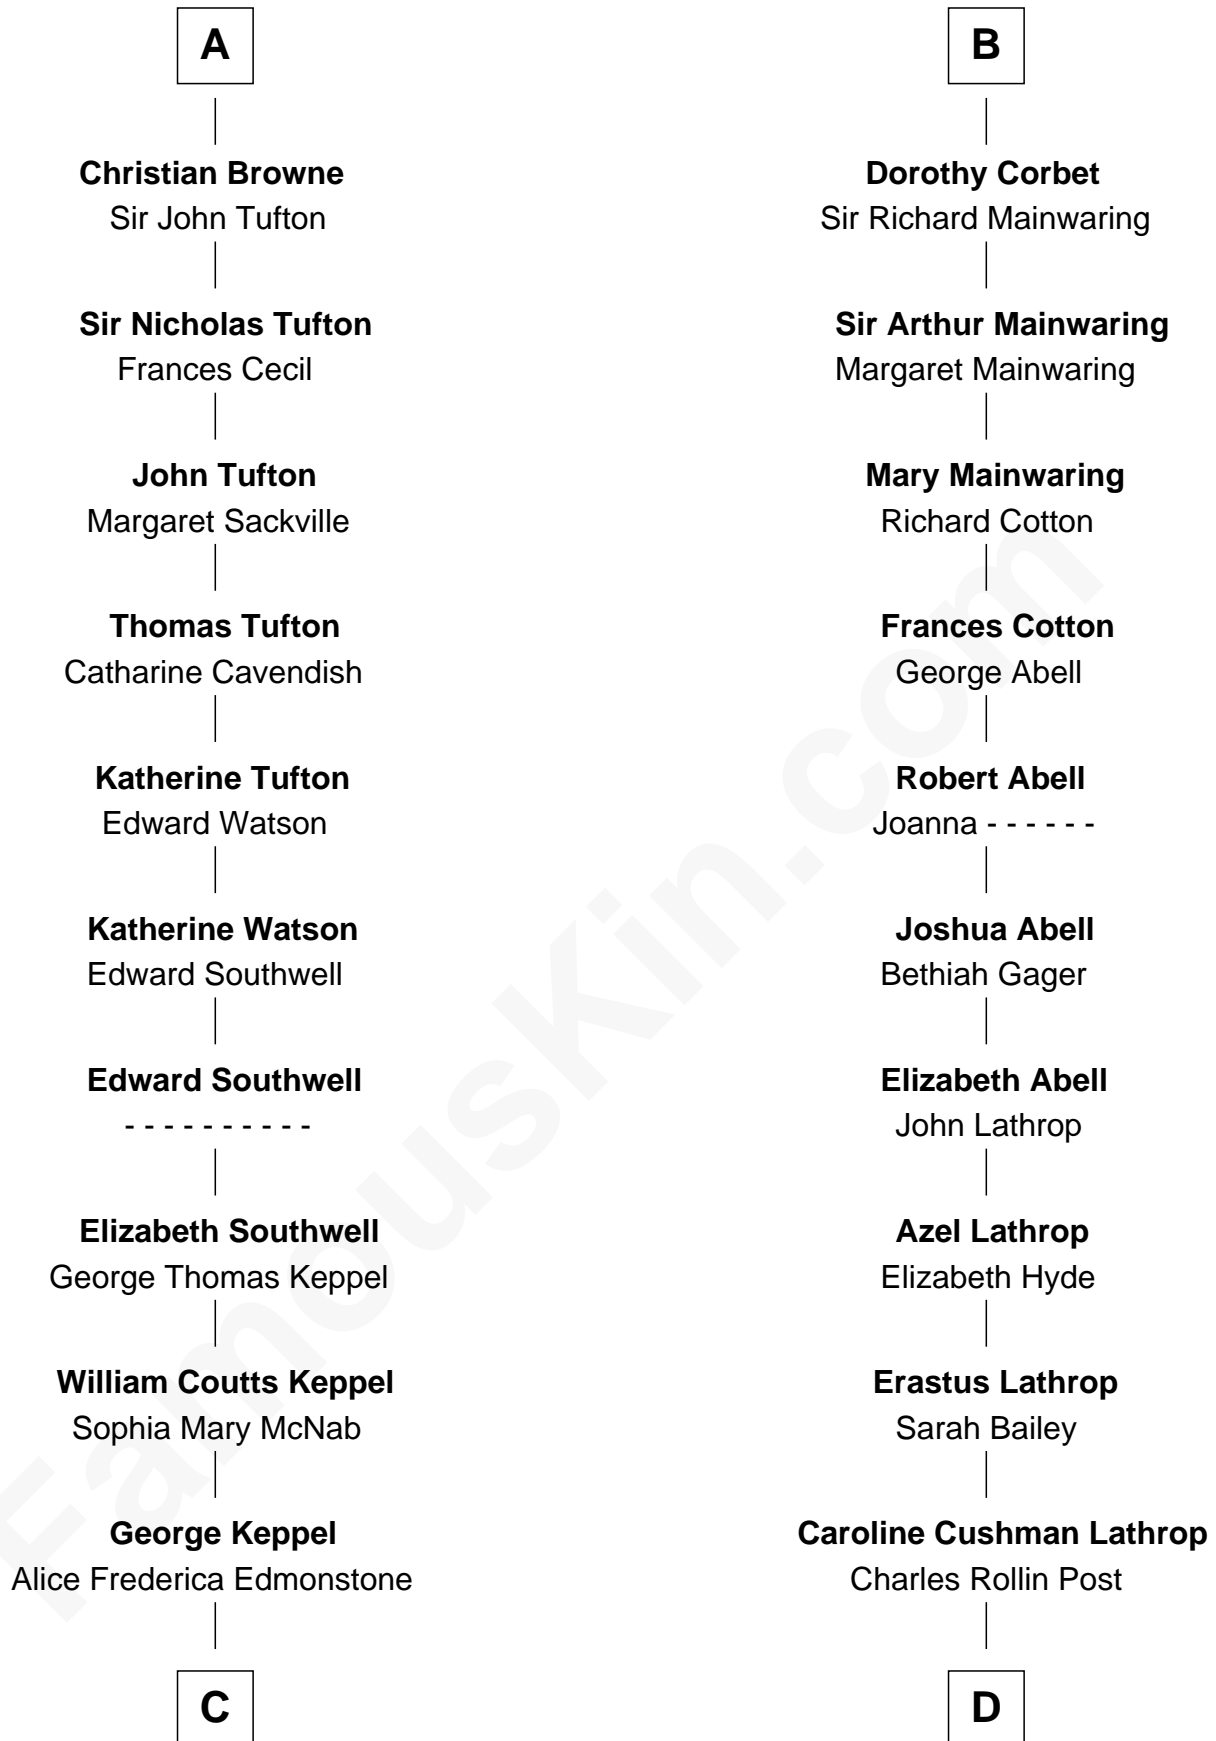 A
Christian Browne
Sir John Tufton
Sir Nicholas Tufton
Frances Cecil
John Tufton
Margaret Sackville
Thomas Tufton
Catharine Cavendish
Katherine Tufton
Edward Watson
Katherine Watson
Edward Southwell
Edward Southwell
- - - - - - - - - -
Elizabeth Southwell
George Thomas Keppel
William Coutts Keppel
Sophia Mary McNab
George Keppel
Alice Frederica Edmonstone
C
B
Dorothy Corbet
Sir Richard Mainwaring
Sir Arthur Mainwaring
Margaret Mainwaring
Mary Mainwaring
Richard Cotton
Frances Cotton
George Abell
Robert Abell
Joanna - - - - - -
Joshua Abell
Bethiah Gager
Elizabeth Abell
John Lathrop
Azel Lathrop
Elizabeth Hyde
Erastus Lathrop
Sarah Bailey
Caroline Cushman Lathrop
Charles Rollin Post
D
FamousKin.com